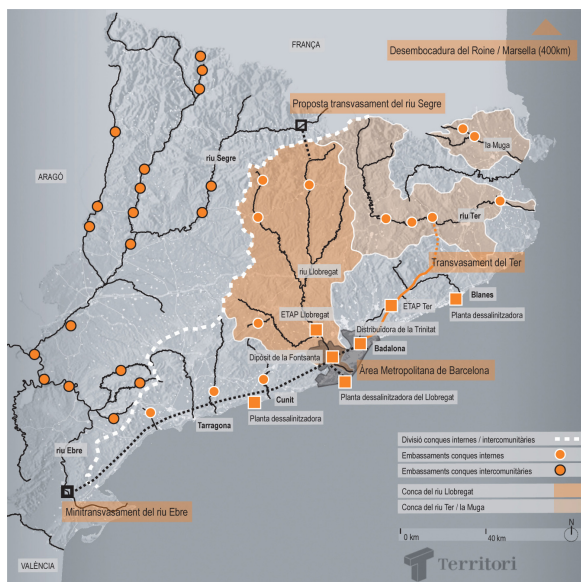 FRANÇA
Desembocadura del Roine / Marsella (400km)
Proposta transvasament del riu Segre
la Muga
riu Segre
ARAGÓ
riu Ter
Transvasament del Ter
riu Llobregat
Blanes
ETAP Ter
Planta dessalinitzadora
ETAP Llobregat
Distribuïdora de la Trinitat
Badalona
Dipòsit de la Fontsanta
Àrea Metropolitana de Barcelona
Planta dessalinitzadora del Llobregat
Cunit
Planta dessalinitzadora
Tarragona
riu Ebre
Minitransvasament del riu Ebre
VALÈNCIA
Divisió conques internes / intercomunitàries
Embassaments conques internes
Embassaments conques intercomunitàries
Conca del riu Llobregat
Conca del riu Ter / la Muga
N
0 km
40 km
Territori